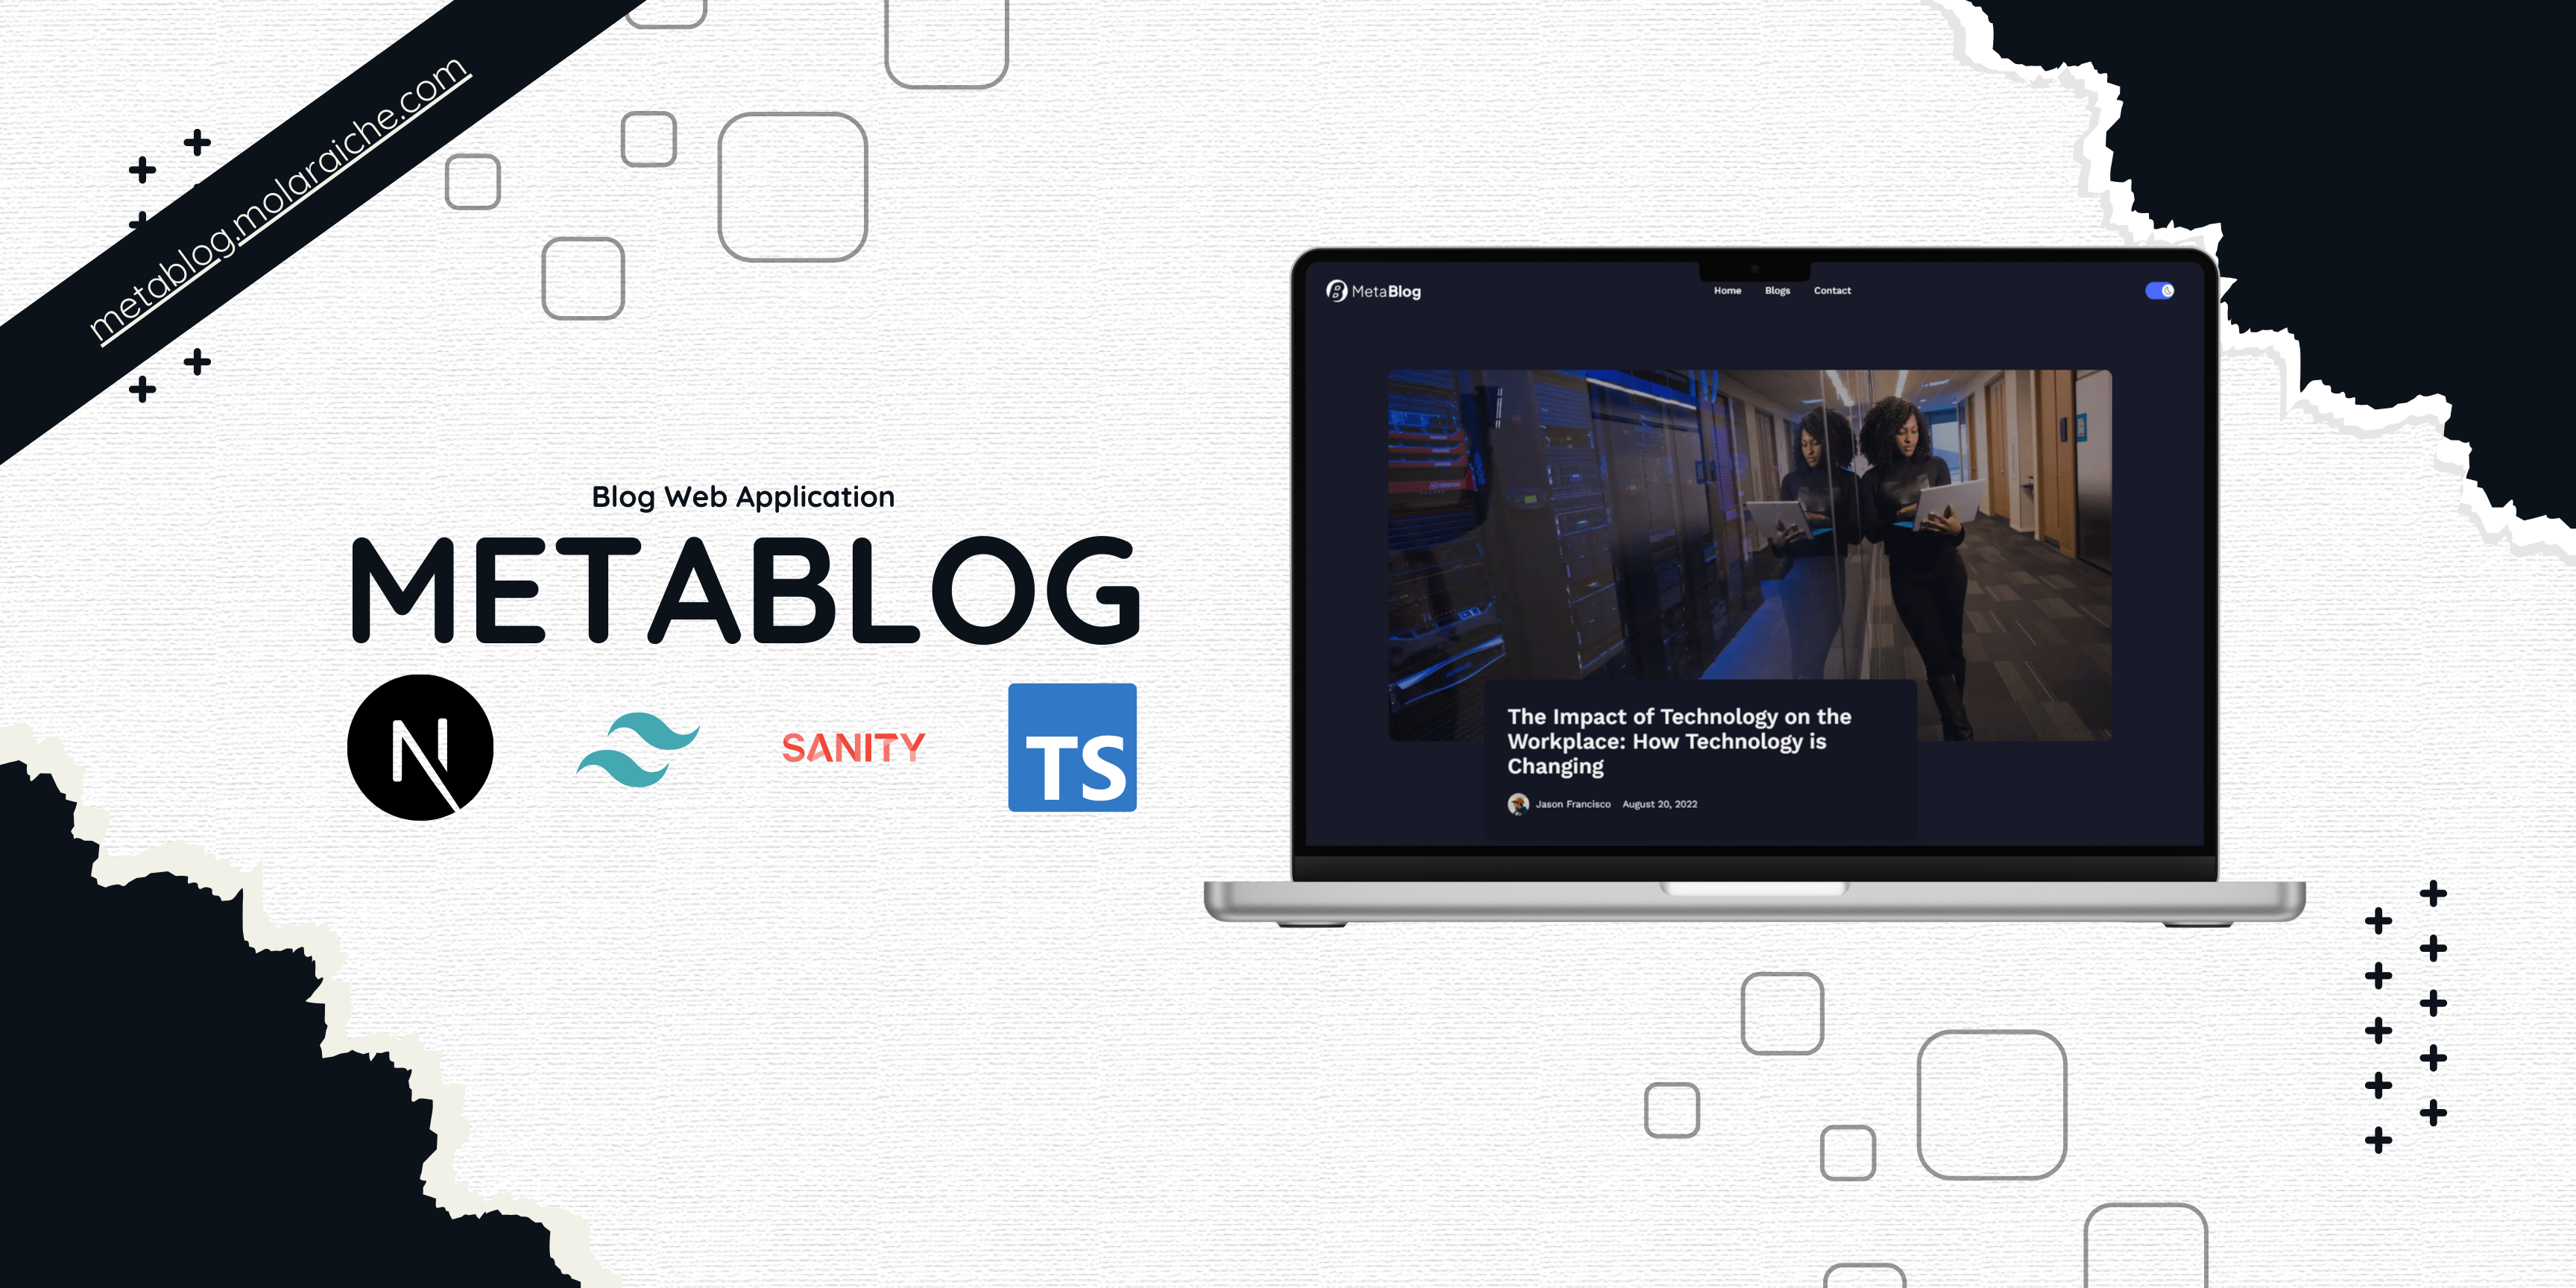 metablog.molaraiche.com
Blog Web Application
METABLOG
N
SANITY
TS
MetaBlog
Home Blogs Contact
The Impact of Technology on the
Workplace: How Technology is
Changing
Jason Francisco August 20, 2022